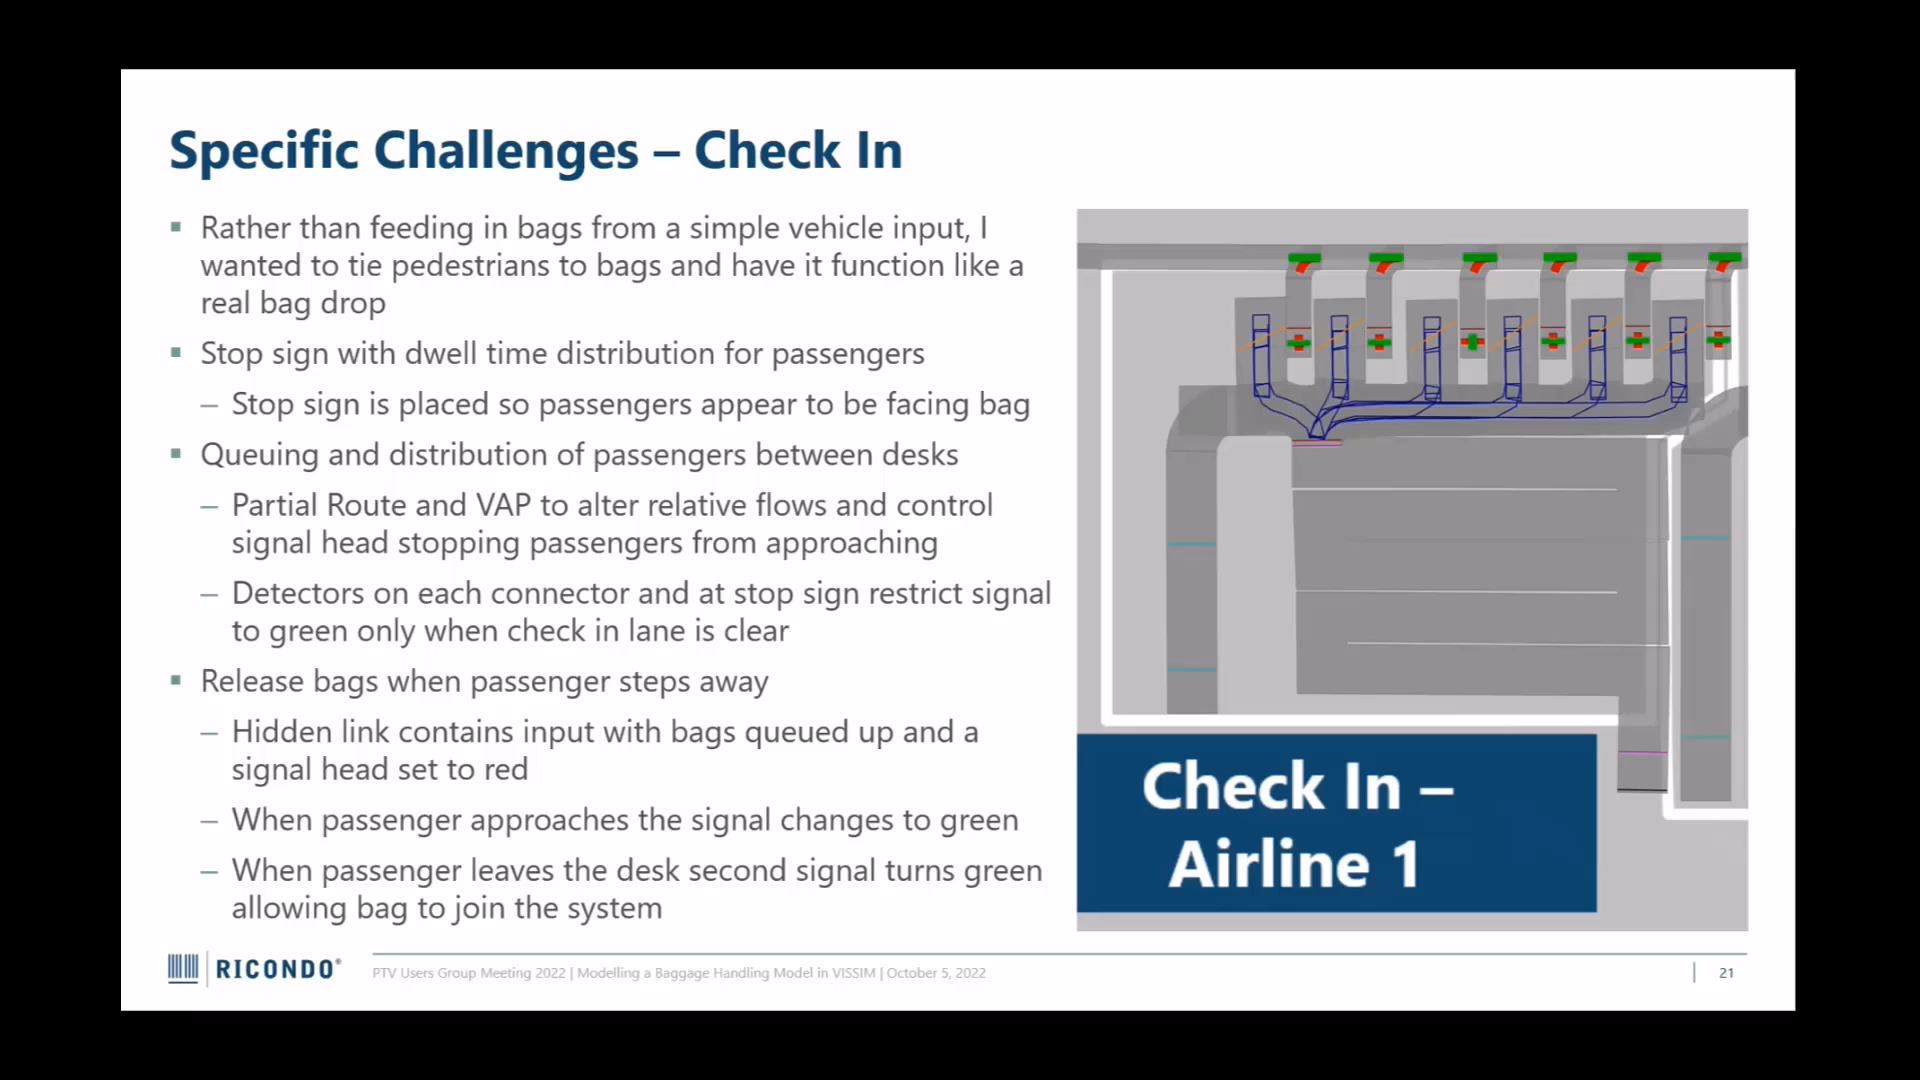 Specific Challenges – Check In
▪ Rather than feeding in bags from a simple vehicle input, I
wanted to tie pedestrians to bags and have it function like a
real bag drop
▪ Stop sign with dwell time distribution for passengers
– Stop sign is placed so passengers appear to be facing bag
▪ Queuing and distribution of passengers between desks
– Partial Route and VAP to alter relative flows and control
signal head stopping passengers from approaching
– Detectors on each connector and at stop sign restrict signal
to green only when check in lane is clear
▪ Release bags when passenger steps away
– Hidden link contains input with bags queued up and a
signal head set to red
– When passenger approaches the signal changes to green
– When passenger leaves the desk second signal turns green
allowing bag to join the system
Check In –
Airline 1
RICONDO®
PTV Users Group Meeting 2022 | Modelling a Baggage Handling Model in VISSIM | October 5, 2022
| 21